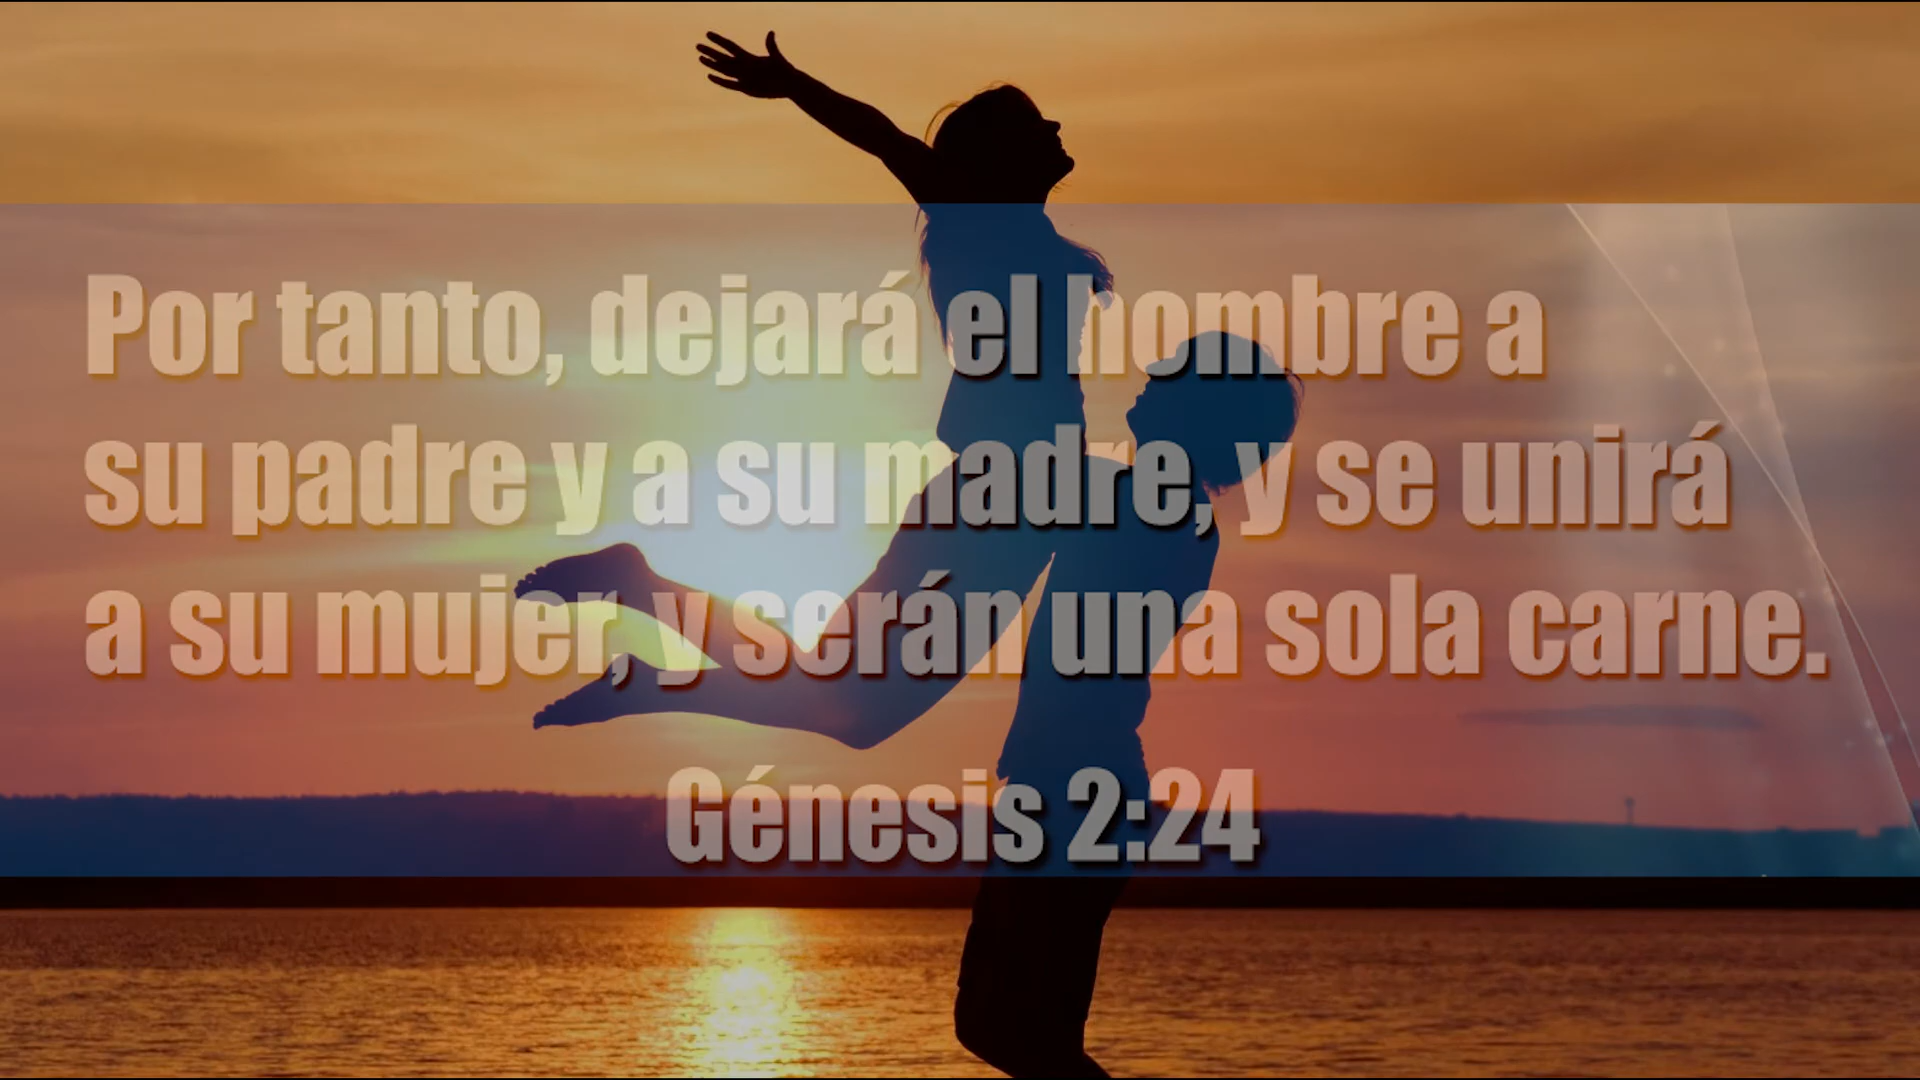 Por tanto, dejará el hombre a
su padre y a su madre, y se unirá
a su mujer, y serán una sola carne.
Génesis 2:24